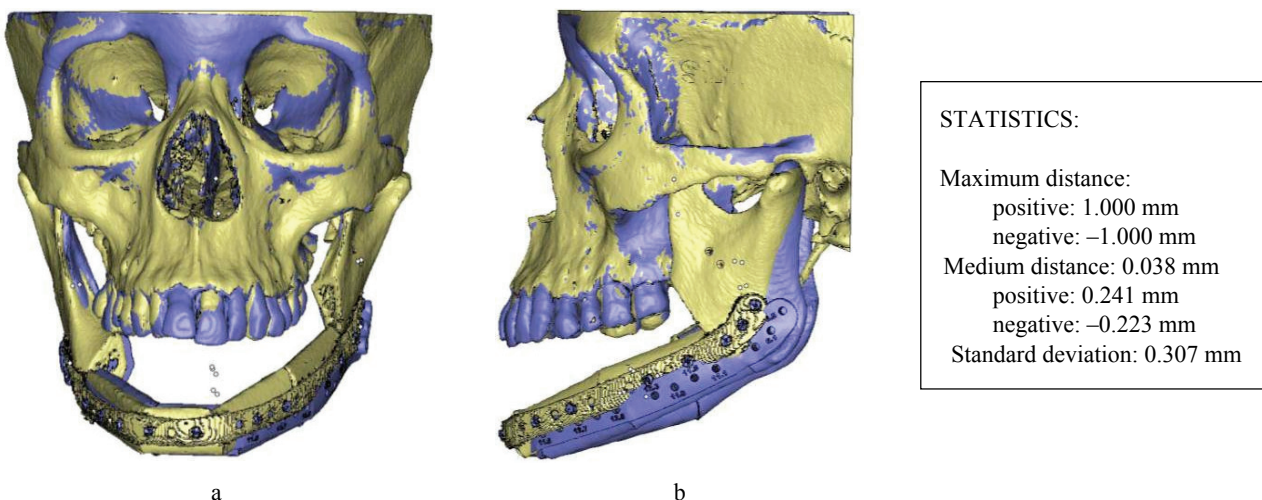 STATISTICS:
Maximum distance:
positive: 1.000 mm
negative: –1.000 mm
Medium distance: 0.038 mm
positive: 0.241 mm
negative: –0.223 mm
Standard deviation: 0.307 mm
a
b